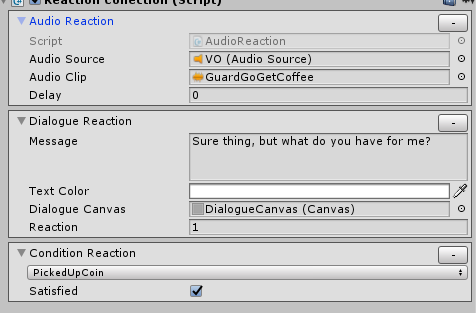 Reaction Collection (Script)
Audio Reaction
-
Script
AudioReaction
Audio Source
VO (Audio Source)
Audio Clip
GuardGoGetCoffee
Delay
0
Dialogue Reaction
-
Message
Sure thing, but what do you have for me?
Text Color
Dialogue Canvas
DialogueCanvas (Canvas)
Reaction
1
Condition Reaction
-
PickedUpCoin
Satisfied